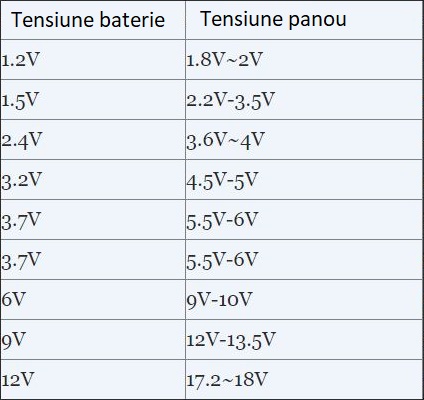 Tensiune baterie Tensiune panou
1.2V 1.8V~2V
1.5V 2.2V-3.5V
2.4V 3.6V~4V
3.2V 4.5V-5V
3.7V 5.5V-6V
3.7V 5.5V-6V
6V 9V-10V
9V 12V-13.5V
12V 17.2~18V